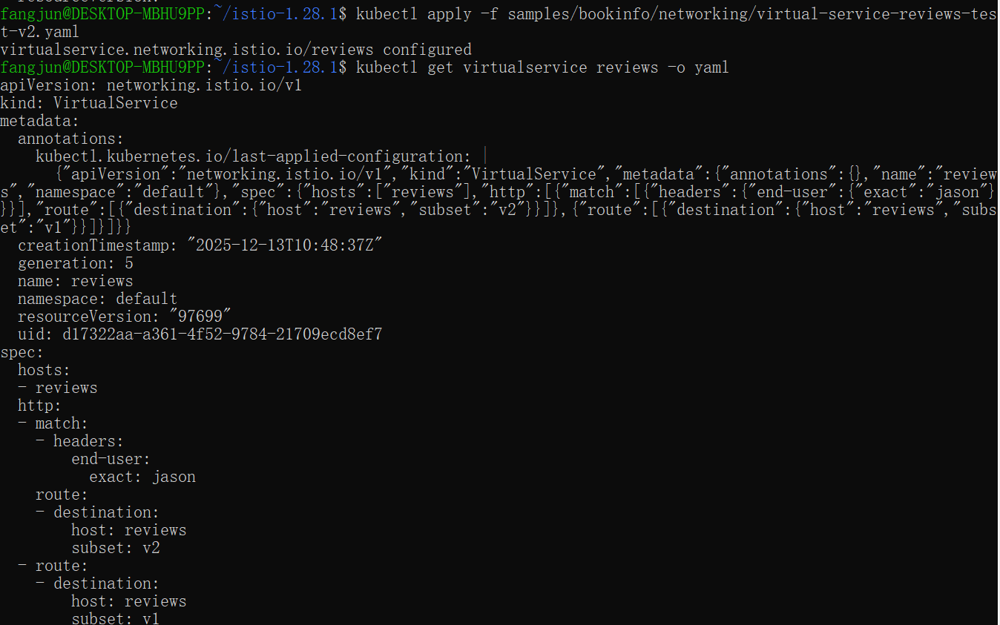 resourceVersion:
fangjun@DESKTOP-MBHU9PP:~/istio-1.28.1$ kubectl apply -f samples/bookinfo/networking/virtual-service-reviews-tes
t-v2.yaml
virtualservice.networking.istio.io/reviews configured
fangjun@DESKTOP-MBHU9PP:~/istio-1.28.1$ kubectl get virtualservice reviews -o yaml
apiVersion: networking.istio.io/v1
kind: VirtualService
metadata:
  annotations:
    kubectl.kubernetes.io/last-applied-configuration: |
      {"apiVersion":"networking.istio.io/v1","kind":"VirtualService","metadata":{"annotations":{},"name":"review
s","namespace":"default"},"spec":{"hosts":["reviews"],"http":[{"match":[{"headers":{"end-user":{"exact":"jason"}
}}],"route":[{"destination":{"host":"reviews","subset":"v2"}}]},{"route":[{"destination":{"host":"reviews","subs
et":"v1"}}]}]}}
  creationTimestamp: "2025-12-13T10:48:37Z"
  generation: 5
  name: reviews
  namespace: default
  resourceVersion: "97699"
  uid: d17322aa-a361-4f52-9784-21709ecd8ef7
spec:
  hosts:
  - reviews
  http:
  - match:
    - headers:
        end-user:
          exact: jason
    route:
    - destination:
        host: reviews
        subset: v2
  - route:
    - destination:
        host: reviews
        subset: v1